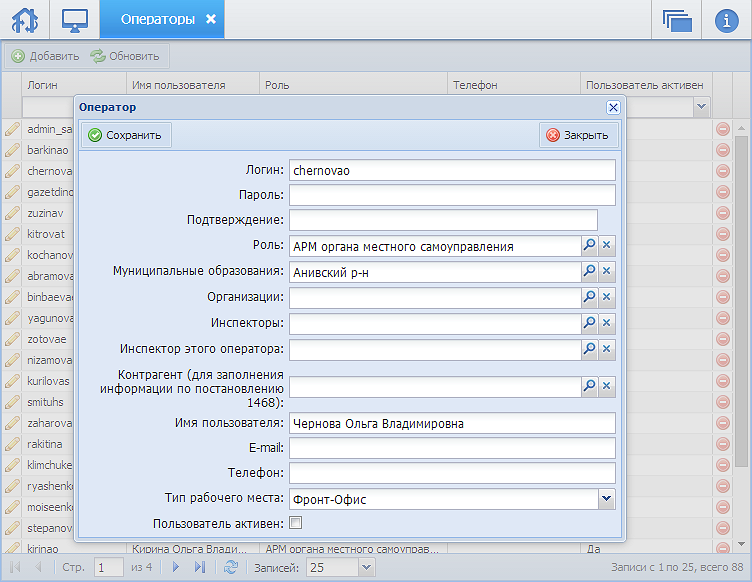 Операторы
Добавить Обновить
Логин Имя пользователя Роль Телефон Пользователь активен
Оператор
Сохранить Закрыть
Логин: chernovao
Пароль:
Подтверждение:
Роль: АРМ органа местного самоуправления
Муниципальные образования: Анивский р-н
Организации:
Инспекторы:
Инспектор этого оператора:
Контрагент (для заполнения
информации по постановлению
1468):
Имя пользователя: Чернова Ольга Владимировна
E-mail:
Телефон:
Тип рабочего места: Фронт-Офис
Пользователь активен:
admin_sa
barkinao
chernova
gazetdino
zuzinav
kitrovat
kochanov
abramova
binbaevac
yagunova
zotovae
nizamova
kurilovas
smituhs
zaharova
rakitina
klimchuke
ryashenko
moiseenko
stepanov
kirinao Кирина Ольга Влади... АРМ органа местного самоуправ... Да
Стр. 1 из 4 Записей: 25 Записи с 1 по 25, всего 88